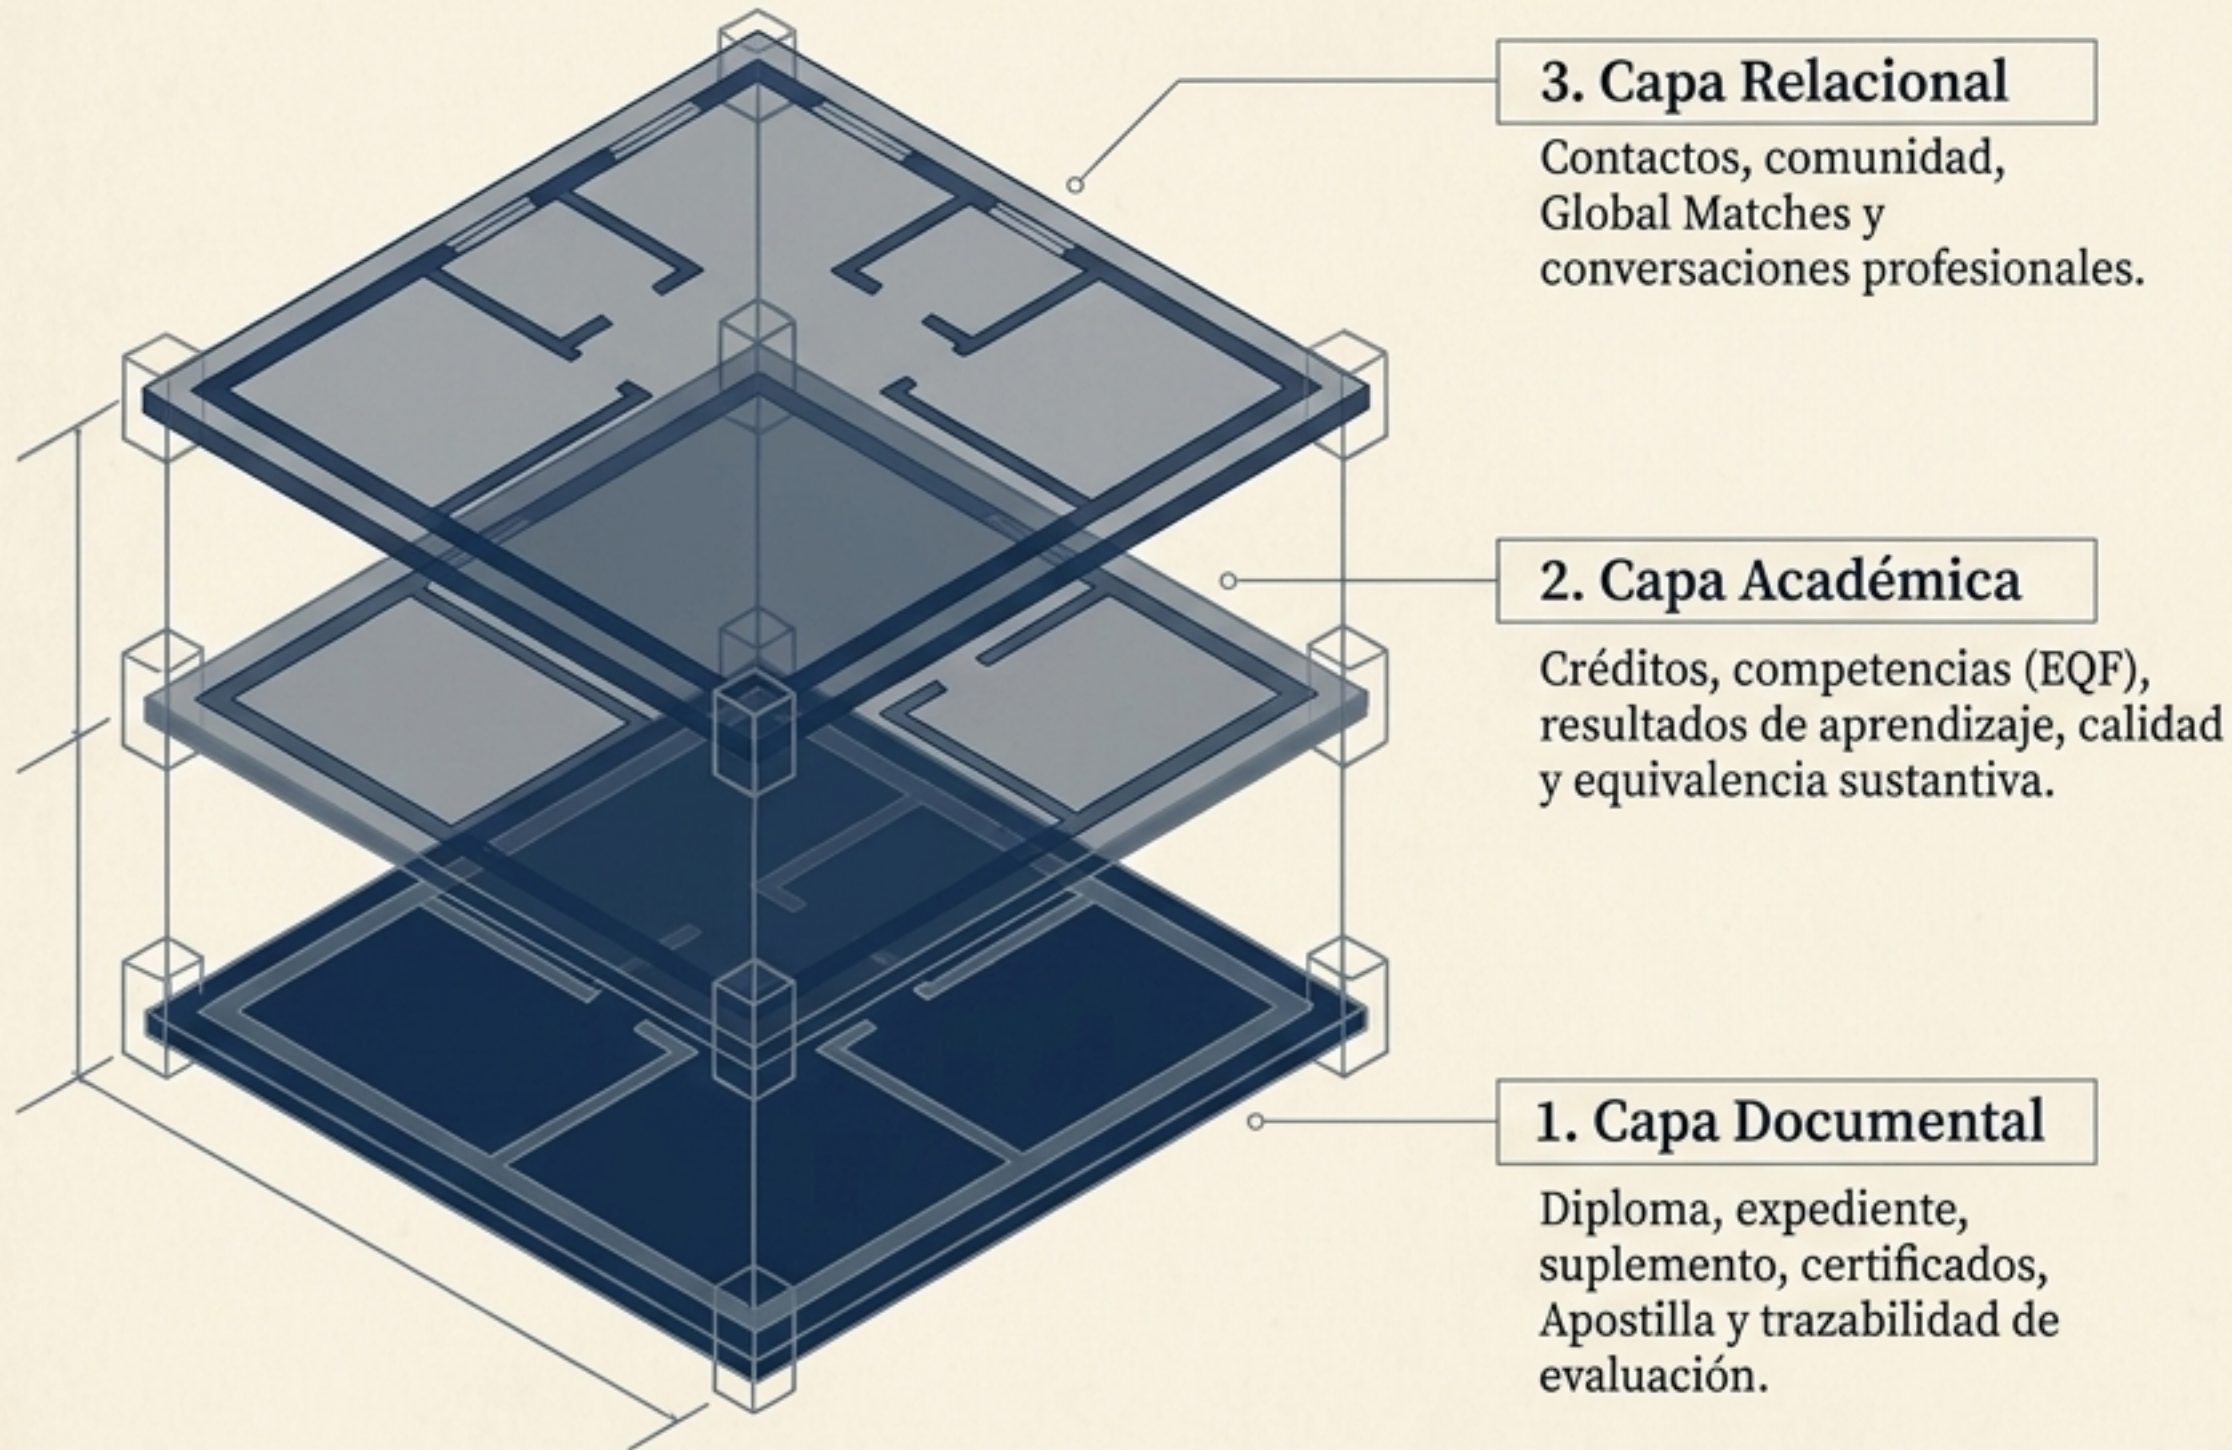 3. Capa Relacional
Contactos, comunidad,
Global Matches y
conversaciones profesionales.
2. Capa Académica
Créditos, competencias (EQF),
resultados de aprendizaje, calidad
y equivalencia sustantiva.
1. Capa Documental
Diploma, expediente,
suplemento, certificados,
Apostilla y trazabilidad de
evaluación.